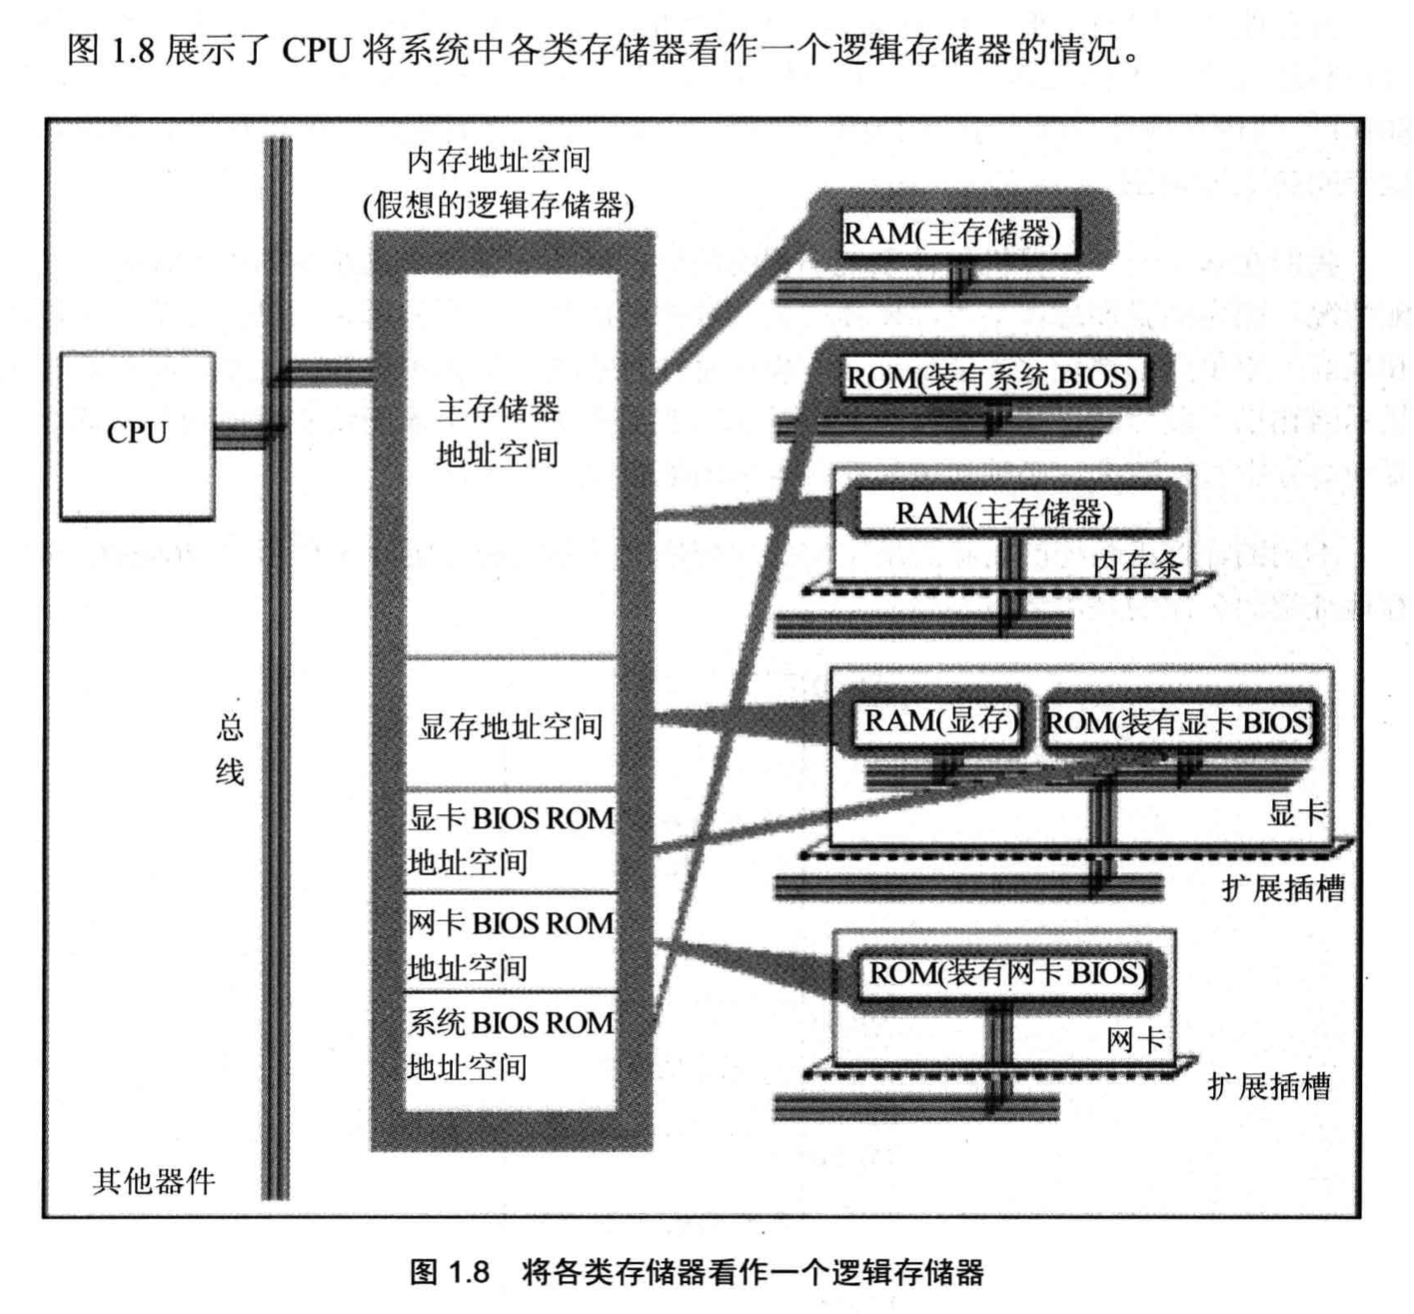 图 1.8 展示了 CPU 将系统中各类存储器看作一个逻辑存储器的情况。
内存地址空间
(假想的逻辑存储器)
RAM(主存储器)
ROM(装有系统 BIOS)
CPU
主存储器
地址空间
RAM(主存储器)
内存条
总
线
显存地址空间
RAM(显存)
ROM(装有显卡 BIOS)
显卡
扩展插槽
显卡 BIOS ROM
地址空间
网卡 BIOS ROM
地址空间
ROM(装有网卡 BIOS)
网卡
扩展插槽
系统 BIOS ROM
地址空间
其他器件
图 1.8 将各类存储器看作一个逻辑存储器